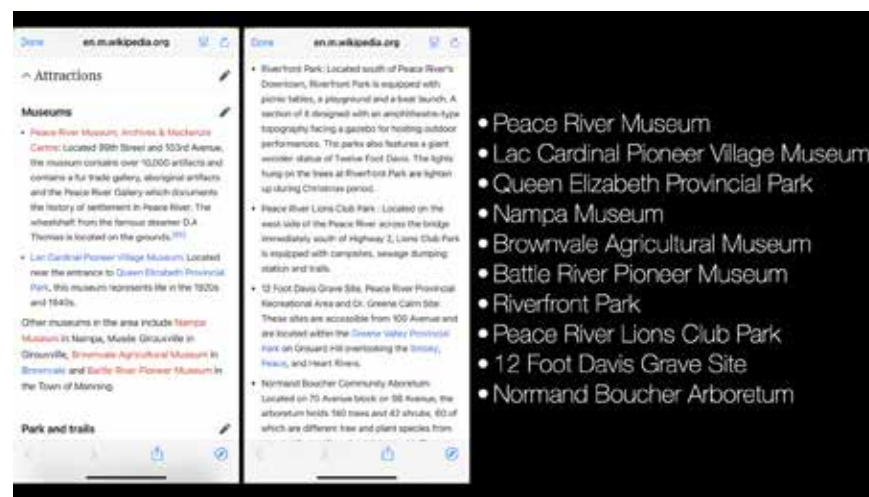 Done en.m.wikipedia.org
Attractions
Museums
• Peace River Museum, Archives & Mackenzie
Centre: Located 99th Street and 103rd Avenue,
the museum contains over 10,000 artifacts and
contains a fur trade gallery, aboriginal artifacts
and the Peace River Gallery which documents
the history of settlement in Peace River. The
wheelshaft from the famous steamer D.A
Thomas is located on the grounds.
• Lac Cardinal Pioneer Village Museum: Located
near the entrance to Queen Elizabeth Provincial
Park, this museum represents life in the 1920s
and 1940s.
Other museums in the area include Nampa
Museum in Nampa, Musée Girouxville in
Girouxville, Brownvale Agricultural Museum in
Brownvale and Battle River Pioneer Museum in
the Town of Manning.
Park and trails
Done en.m.wikipedia.org
• Riverfront Park: Located south of Peace River's
Downtown, Riverfront Park is equipped with
picnic tables, a playground and a boat launch. A
section of it designed with an amphitheatre-type
topography facing a gazebo for hosting outdoor
performances. The parks also features a giant
wooden statue of Twelve Foot Davis. The lights
hung on the trees at Riverfront Park are lighten
up during Christmas period.
• Peace River Lions Club Park : Located on the
west side of the Peace River across the bridge
immediately south of Highway 2, Lions Club Park
is equipped with campsites, sewage dumping
station and trails.
• 12 Foot Davis Grave Site, Peace River Provincial
Recreational Area and Dr. Greene Cairn Site:
These sites are accessible from 100 Avenue and
are located within the Greene Valley Provincial
Park on Grouard Hill overlooking the Smoky,
Peace, and Heart Rivers.
• Normand Boucher Community Arboretum:
Located on 70 Avenue block on 98 Avenue, the
arboretum holds 140 trees and 42 shrubs, 60 of
which are different tree and plant species from
• Peace River Museum
• Lac Cardinal Pioneer Village Museum
• Queen Elizabeth Provincial Park
• Nampa Museum
• Brownvale Agricultural Museum
• Battle River Pioneer Museum
• Riverfront Park
• Peace River Lions Club Park
• 12 Foot Davis Grave Site
• Normand Boucher Arboretum